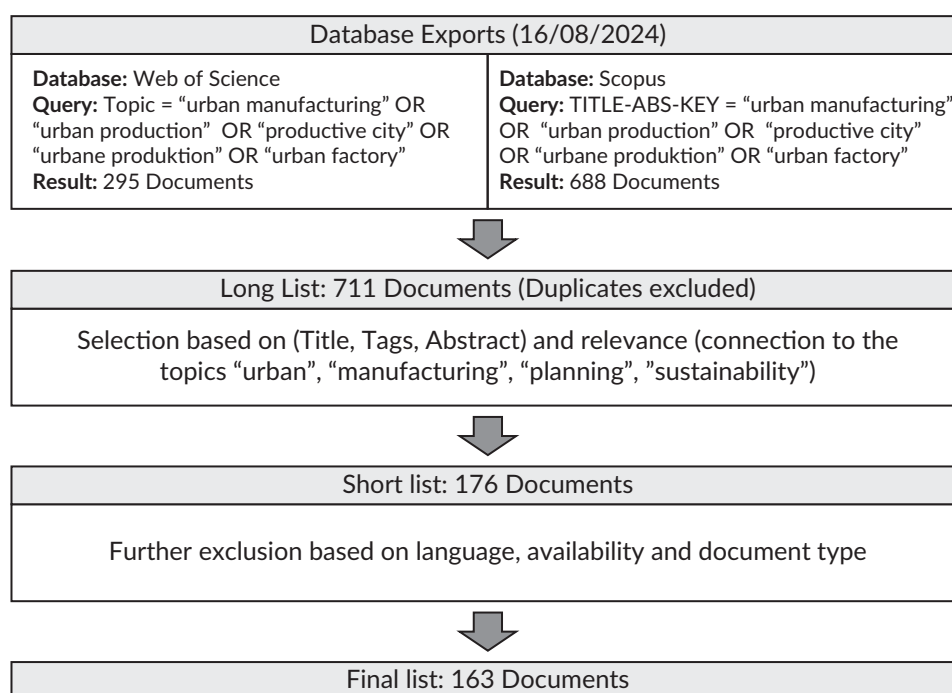 Database Exports (16/08/2024)
Database: Web of Science
Query: Topic = “urban manufacturing” OR
“urban production” OR “productive city” OR
“urbane produktion” OR “urban factory”
Result: 295 Documents
Database: Scopus
Query: TITLE-ABS-KEY = “urban manufacturing”
OR “urban production” OR “productive city”
OR “urbane produktion” OR “urban factory”
Result: 688 Documents
Long List: 711 Documents (Duplicates excluded)
Selection based on (Title, Tags, Abstract) and relevance (connection to the
topics “urban”, “manufacturing”, “planning”, ”sustainability”)
Short list: 176 Documents
Further exclusion based on language, availability and document type
Final list: 163 Documents